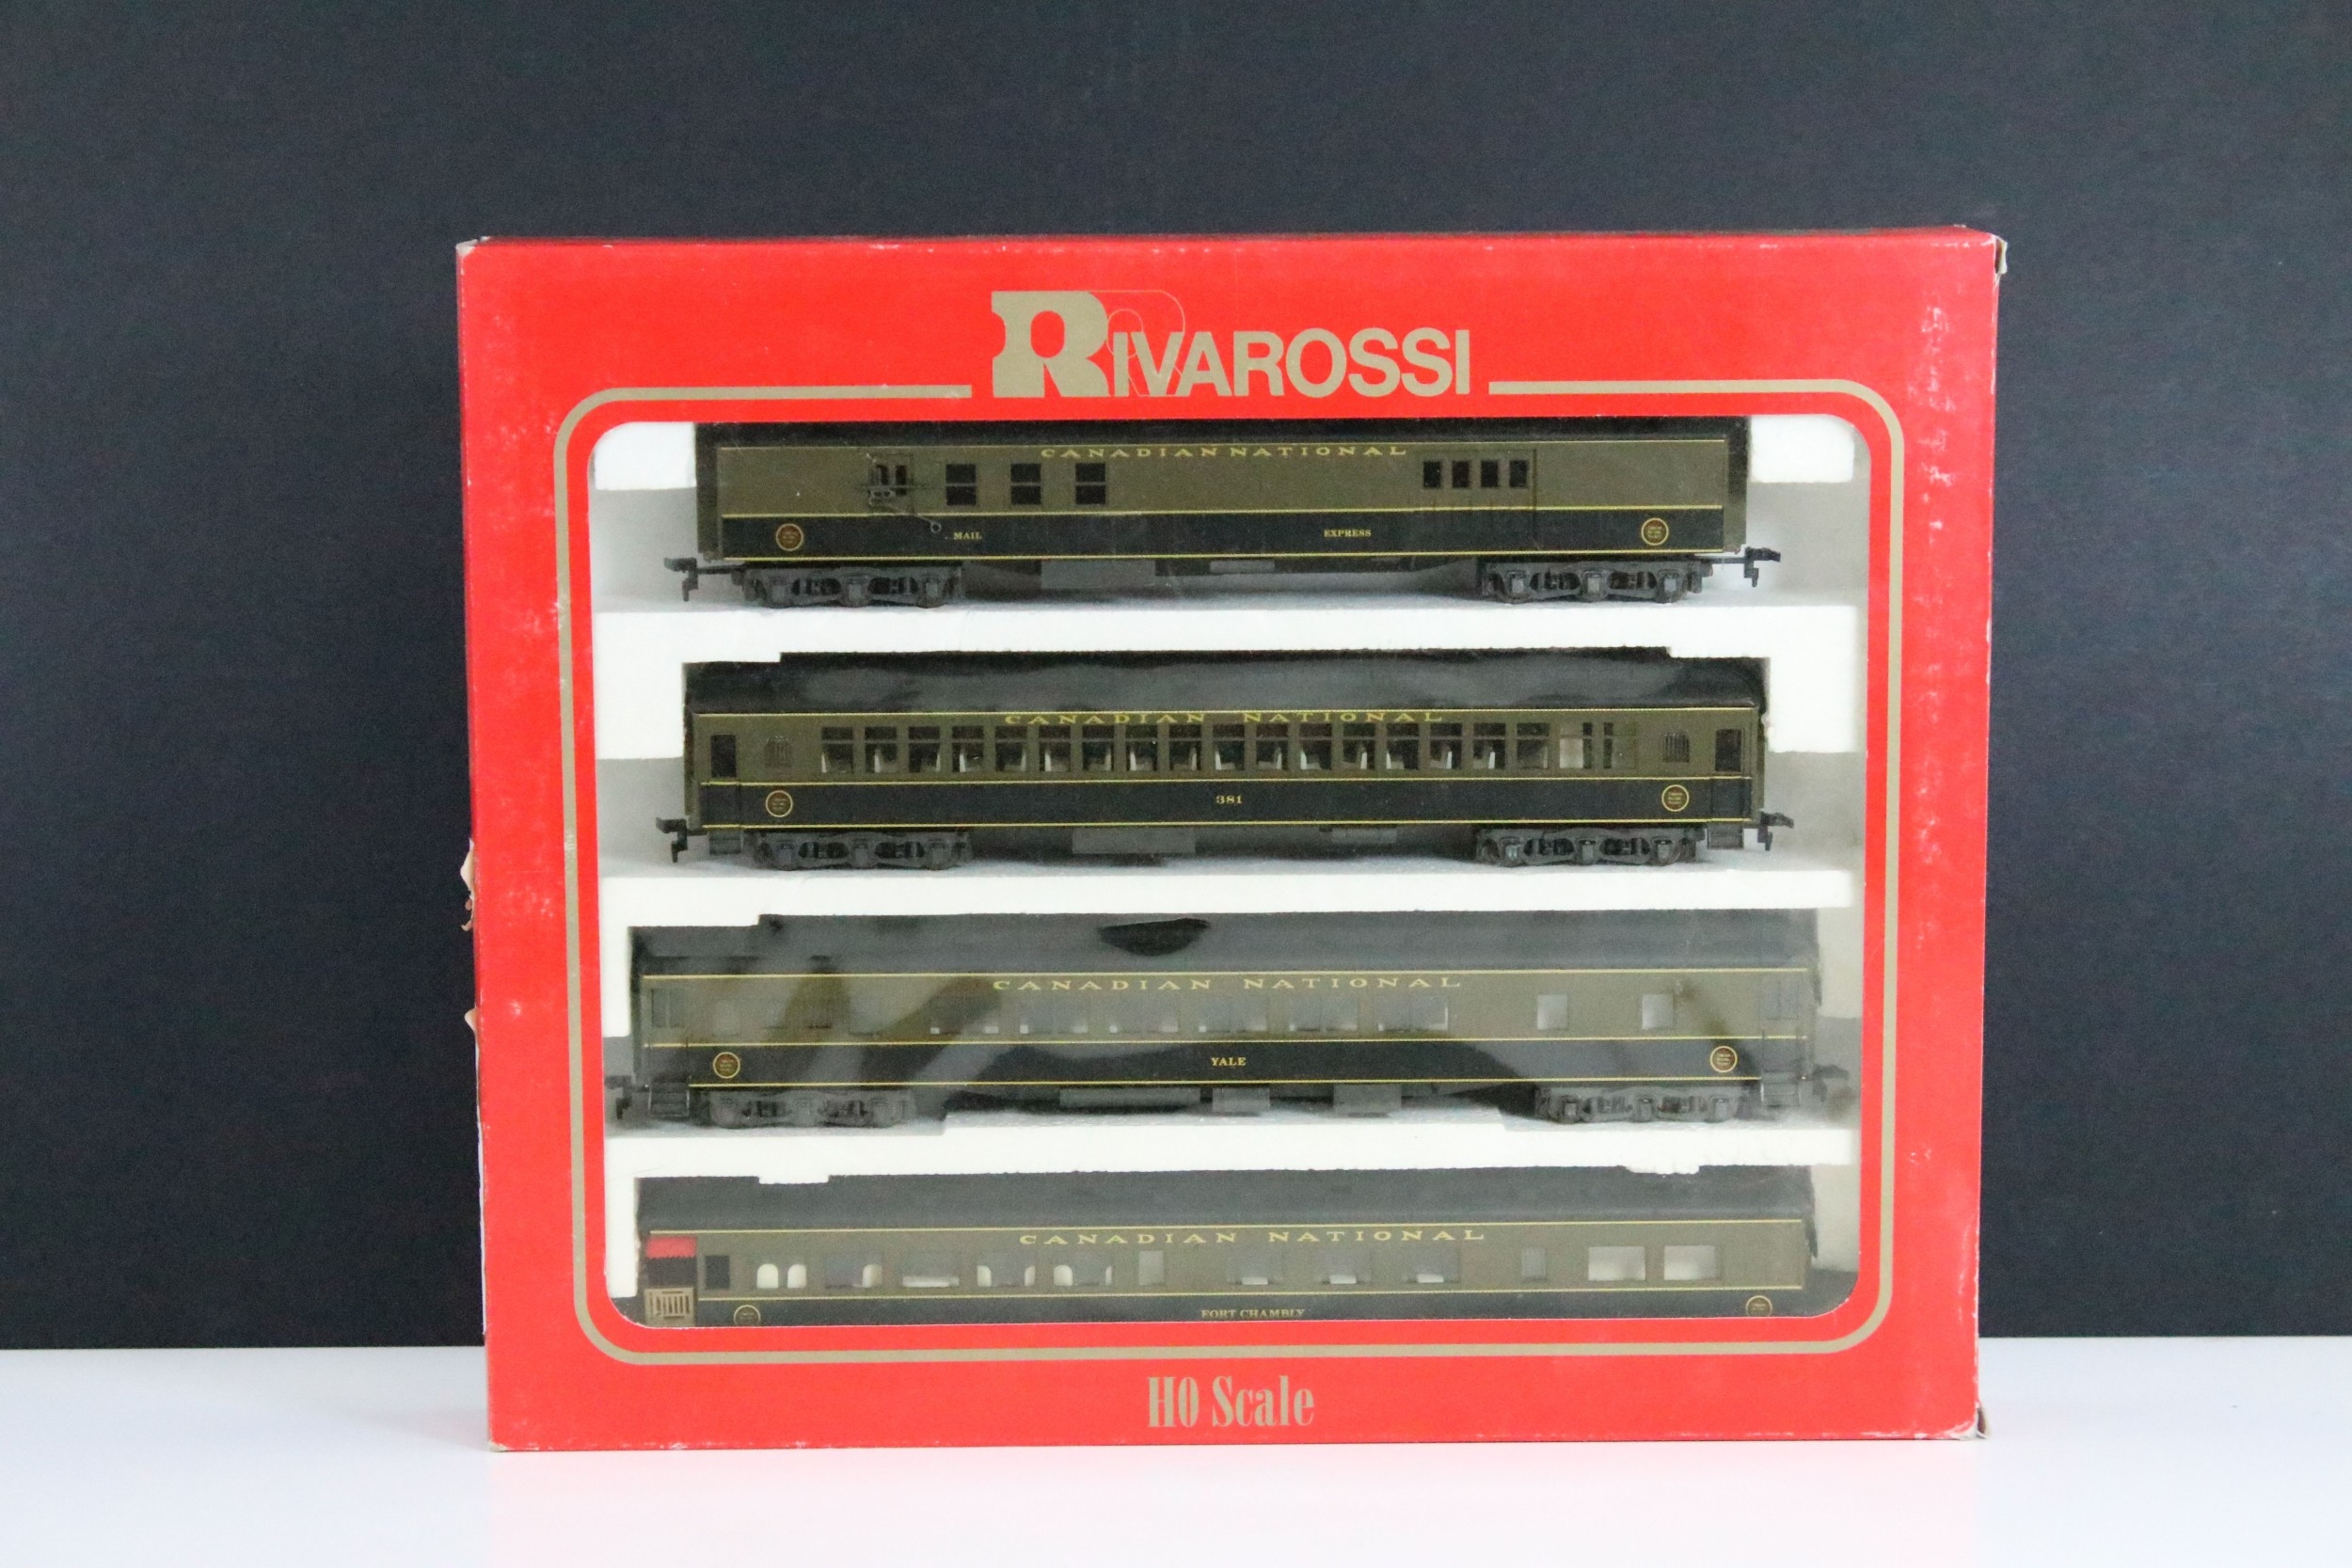 RIVAROSSI
CANADIAN NATIONAL
MAIL EXPRESS
CANADIAN NATIONAL
381
CANADIAN NATIONAL
YALE
CANADIAN NATIONAL
FORT CHAMBLY
HO Scale